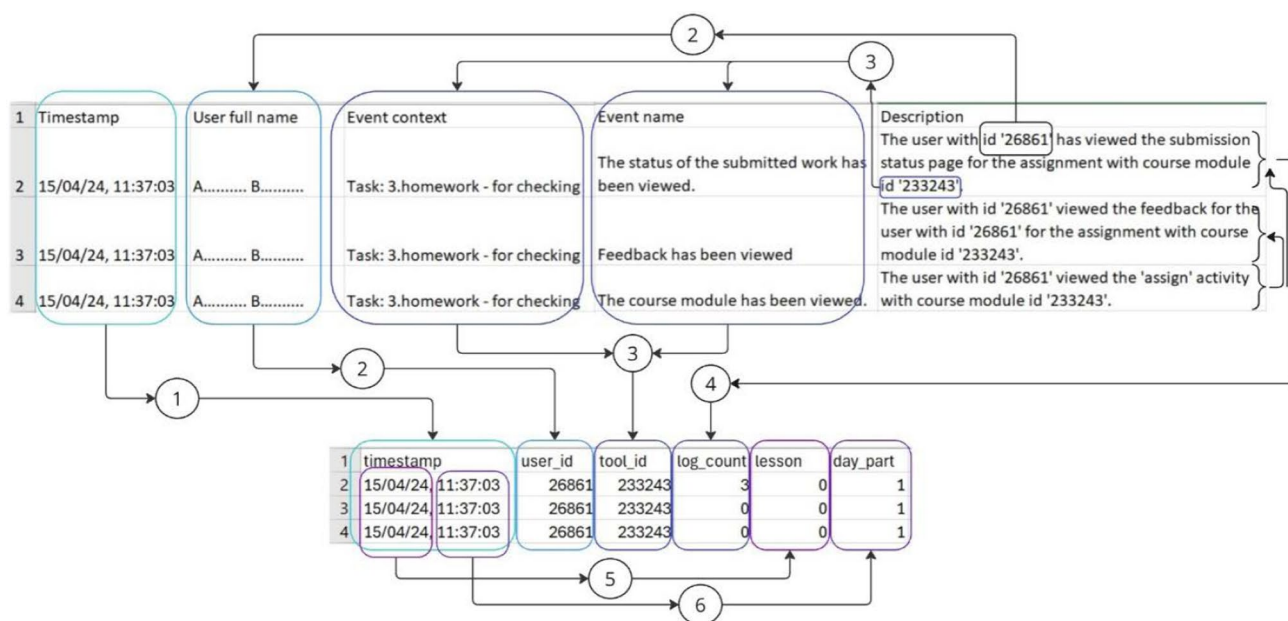 2
3
1 Timestamp User full name Event context Event name Description
The user with id '26861' has viewed the submission
The status of the submitted work has status page for the assignment with course module
2 15/04/24, 11:37:03 A.......... B.......... Task: 3.homework - for checking been viewed. id '233243'.
The user with id '26861' viewed the feedback for the
user with id '26861' for the assignment with course
3 15/04/24, 11:37:03 A.......... B.......... Task: 3.homework - for checking Feedback has been viewed module id '233243'.
The user with id '26861' viewed the 'assign' activity
4 15/04/24, 11:37:03 A.......... B.......... Task: 3.homework - for checking The course module has been viewed. with course module id '233243'.
3
2
4
1
1 timestamp user_id tool_id log_count lesson day_part
2 15/04/24, 11:37:03 26861 233243 3 0 1
3 15/04/24, 11:37:03 26861 233243 0 0 1
4 15/04/24, 11:37:03 26861 233243 0 0 1
5
6